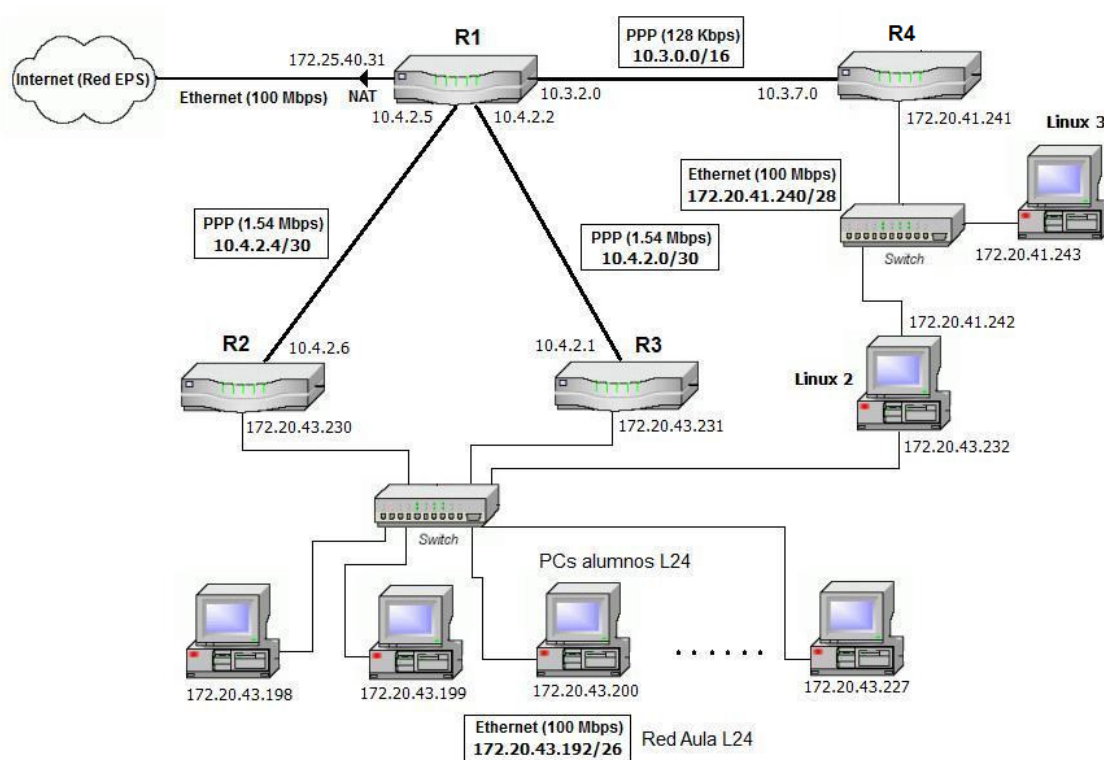 R1
PPP (128 Kbps)
10.3.0.0/16
R4
172.25.40.31
Internet (Red EPS)
Ethernet (100 Mbps)
NAT
10.4.2.5
10.4.2.2
10.3.2.0
10.3.7.0
172.20.41.241
Linux 3
Ethernet (100 Mbps)
172.20.41.240/28
PPP (1.54 Mbps)
10.4.2.4/30
PPP (1.54 Mbps)
10.4.2.0/30
Switch
172.20.41.243
172.20.41.242
R2
10.4.2.6
10.4.2.1
R3
Linux 2
172.20.43.230
172.20.43.231
172.20.43.232
Switch
PCs alumnos L24
172.20.43.198
172.20.43.199
172.20.43.200
......
172.20.43.227
Ethernet (100 Mbps)
172.20.43.192/26
Red Aula L24